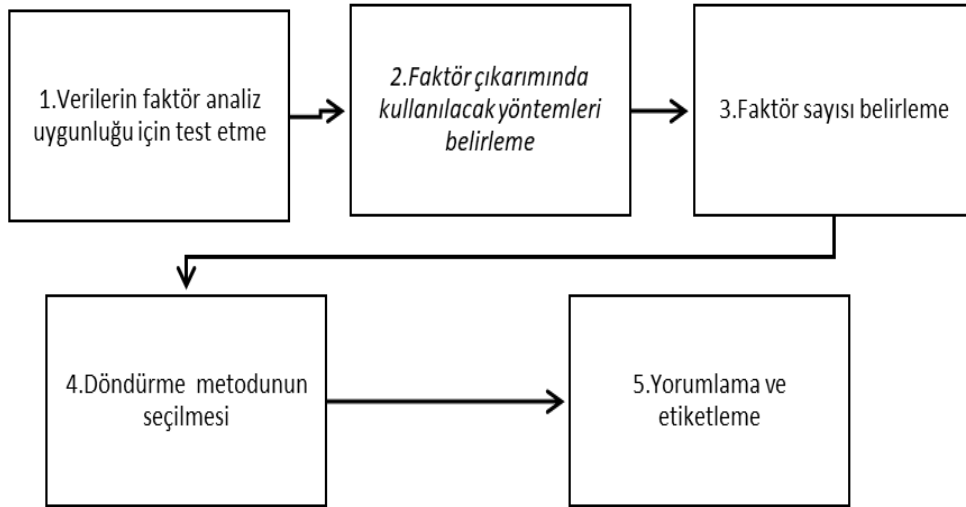 1.Verilerin faktör analiz
uygunluğu için test etme
2.Faktör çıkarımında
kullanılacak yöntemleri
belirleme
3.Faktör sayısı belirleme
4.Döndürme metodunun
seçilmesi
5.Yorumlama ve
etiketleme